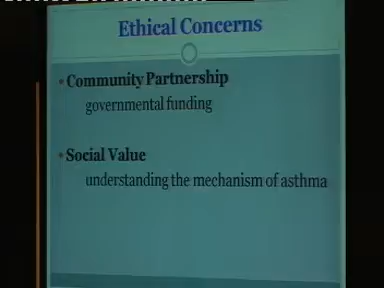 Ethical Concerns
• Community Partnership
governmental funding
• Social Value
understanding the mechanism of asthma